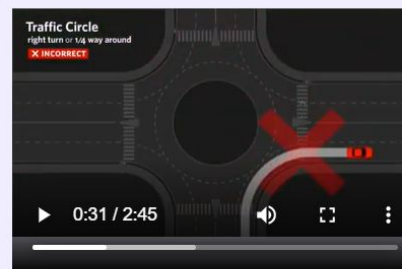 Traffic Circle
right turn or 1/4 way around
X INCORRECT
0:31 / 2:45